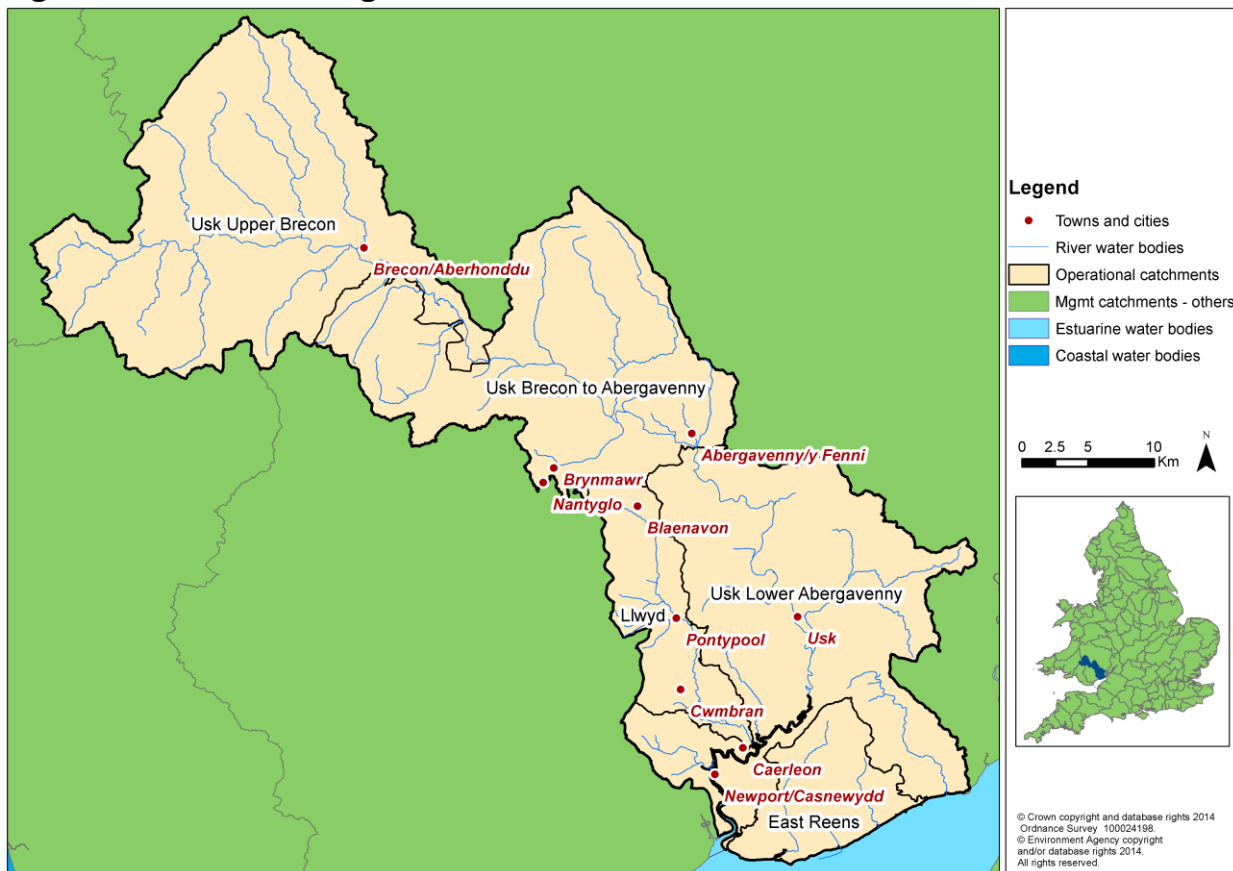 Usk Upper Brecon
Brecon/Aberhonddu
Usk Brecon to Abergavenny
Abergavenny/y Fenni
Brynmawr
Nantyglo
Blaenavon
Usk Lower Abergavenny
Llwyd
Pontypool
Usk
Cwmbran
Caerleon
Newport/Casnewydd
East Reens
Legend
Towns and cities
River water bodies
Operational catchments
Mgmt catchments - others
Estuarine water bodies
Coastal water bodies
0 2.5 5 10
Km
N
© Crown copyright and database rights 2014
Ordnance Survey 100024198.
© Environment Agency copyright
and/or database rights 2014.
All rights reserved.